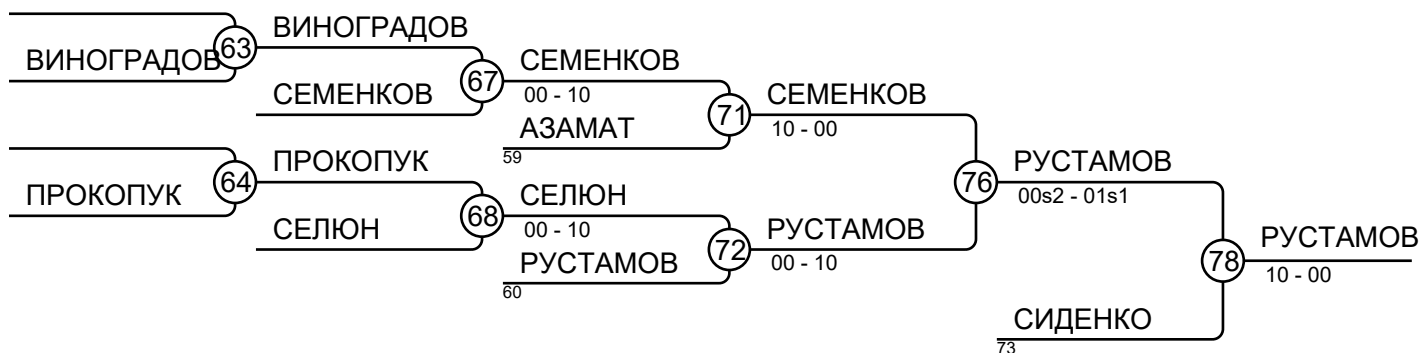 ВИНОГРАДОВ
63
ВИНОГРАДОВ
СЕМЕНКОВ
67
СЕМЕНКОВ
00 - 10
АЗАМАТ
59
71
СЕМЕНКОВ
10 - 00
ПРОКОПУК
64
ПРОКОПУК
СЕЛЮН
68
СЕЛЮН
00 - 10
РУСТАМОВ
60
72
РУСТАМОВ
00 - 10
76
РУСТАМОВ
00s2 - 01s1
СИДЕНКО
73
78
РУСТАМОВ
10 - 00